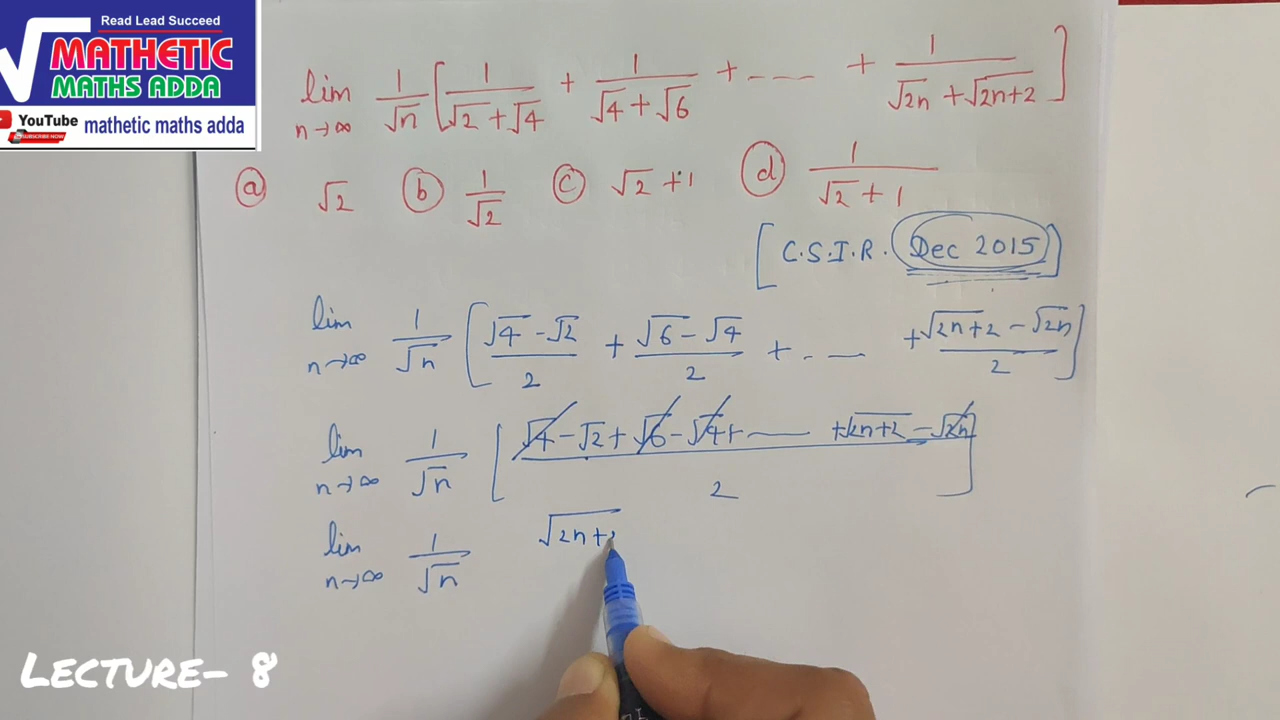 Read Lead Succeed
MATHETIC
MATHS ADDA
YouTube
SUBSCRIBE NOW
mathetic maths adda
lim n→∞ 1/√n [ 1/(√2 + √4) + 1/(√4 + √6) + ---- + 1/(√2n + √2n+2) ]
ⓐ √2 ⓑ 1/√2 ⓒ √2 + 1 ⓓ 1/(√2 + 1)
[ C.S.I.R. Dec 2015 ]
lim n→∞ 1/√n [ (√4 - √2)/2 + (√6 - √4)/2 + ---- + (√2n+2 - √2n)/2 ]
lim n→∞ 1/√n [ (√4 - √2 + √6 - √4 + ---- + √2n+2 - √2n)/2 ]
lim n→∞ 1/√n √2n+2
LECTURE- 8